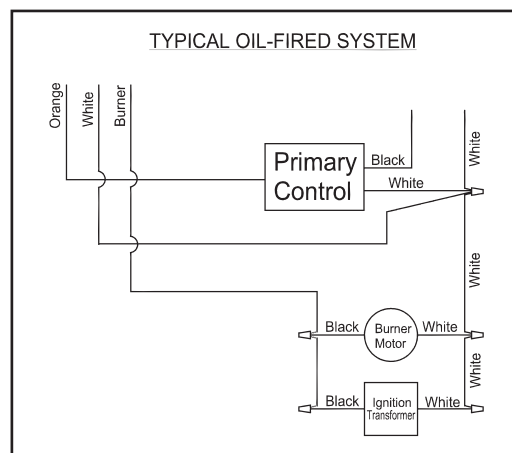 TYPICAL OIL-FIRED SYSTEM
Orange
White
Burner
Primary
Control
Black
White
White
White
Black
Burner
Motor
White
White
Black
Ignition
Transformer
White